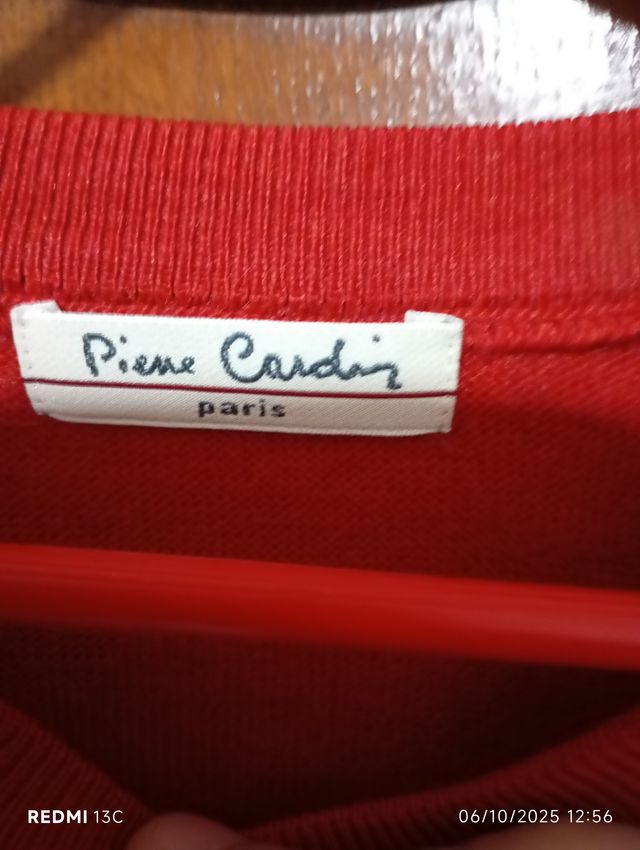 Pierre Cardin
paris
REDMI 13C
06/10/2025 12:56